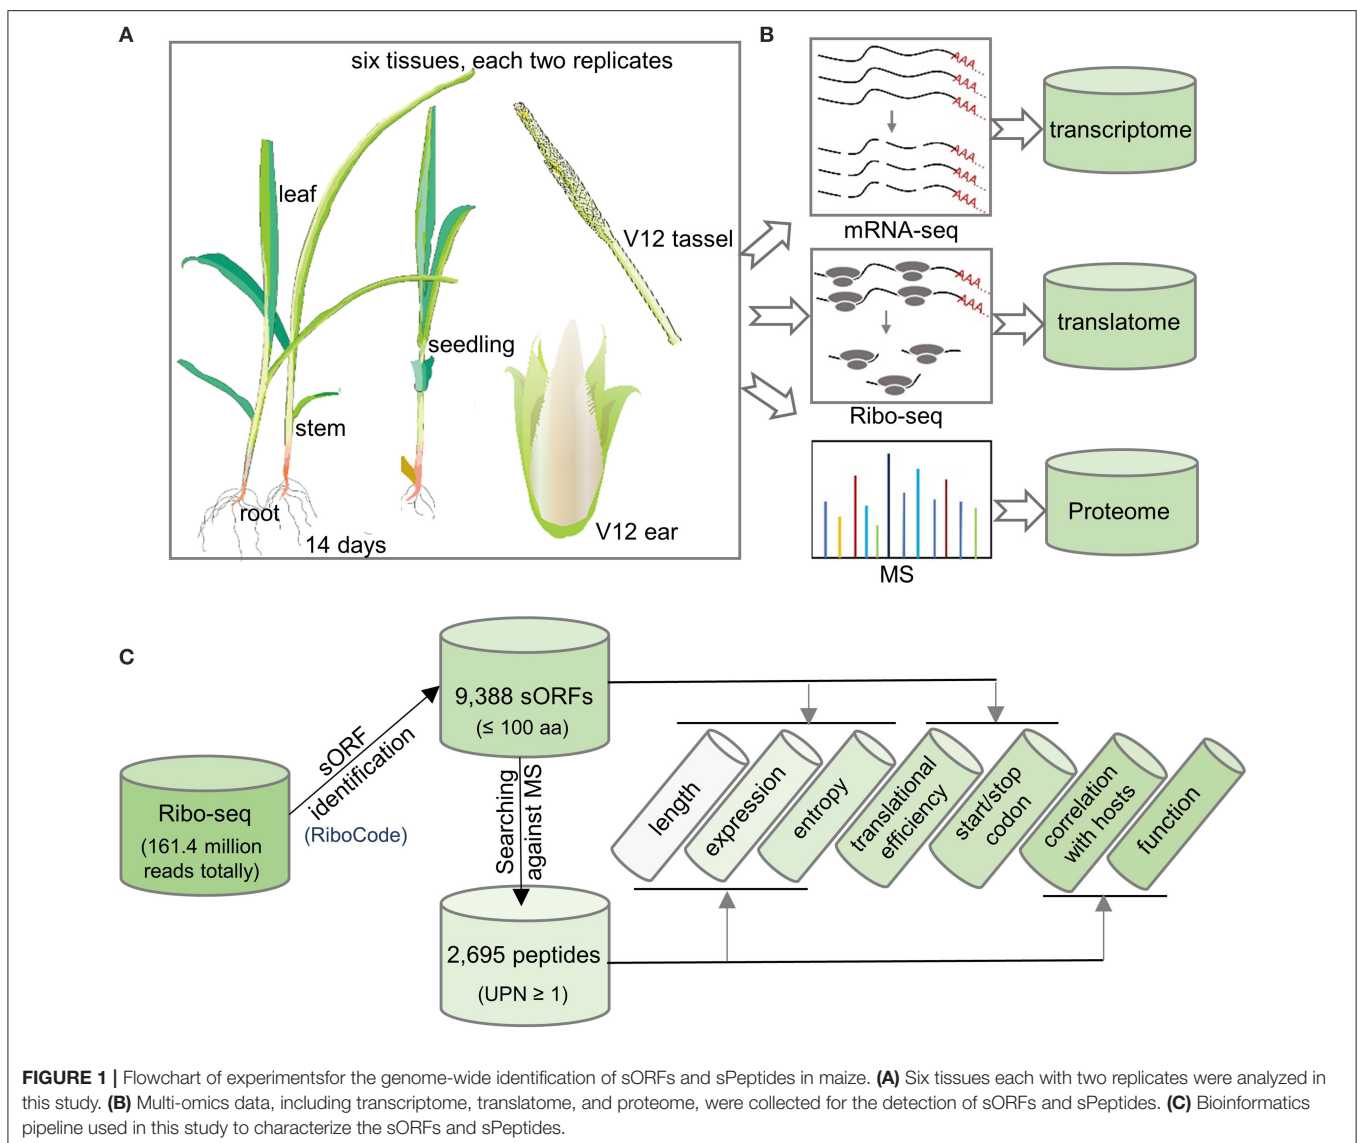 A
six tissues, each two replicates
leaf
V12 tassel
seedling
stem
root
V12 ear
14 days
B
AAA...
AAA...
AAA...
AAA...
AAA...
AAA...
mRNA-seq
transcriptome
AAA...
AAA...
Ribo-seq
translatome
MS
Proteome
C
Ribo-seq
(161.4 million
reads totally)
sORF
identification
(RiboCode)
9,388 sORFs
(≤ 100 aa)
Searching
against MS
2,695 peptides
(UPN ≥ 1)
length
expression
entropy
translational
efficiency
start/stop
codon
correlation
with hosts
function
FIGURE 1 | Flowchart of experimentsfor the genome-wide identification of sORFs and sPeptides in maize. (A) Six tissues each with two replicates were analyzed in
this study. (B) Multi-omics data, including transcriptome, translatome, and proteome, were collected for the detection of sORFs and sPeptides. (C) Bioinformatics
pipeline used in this study to characterize the sORFs and sPeptides.